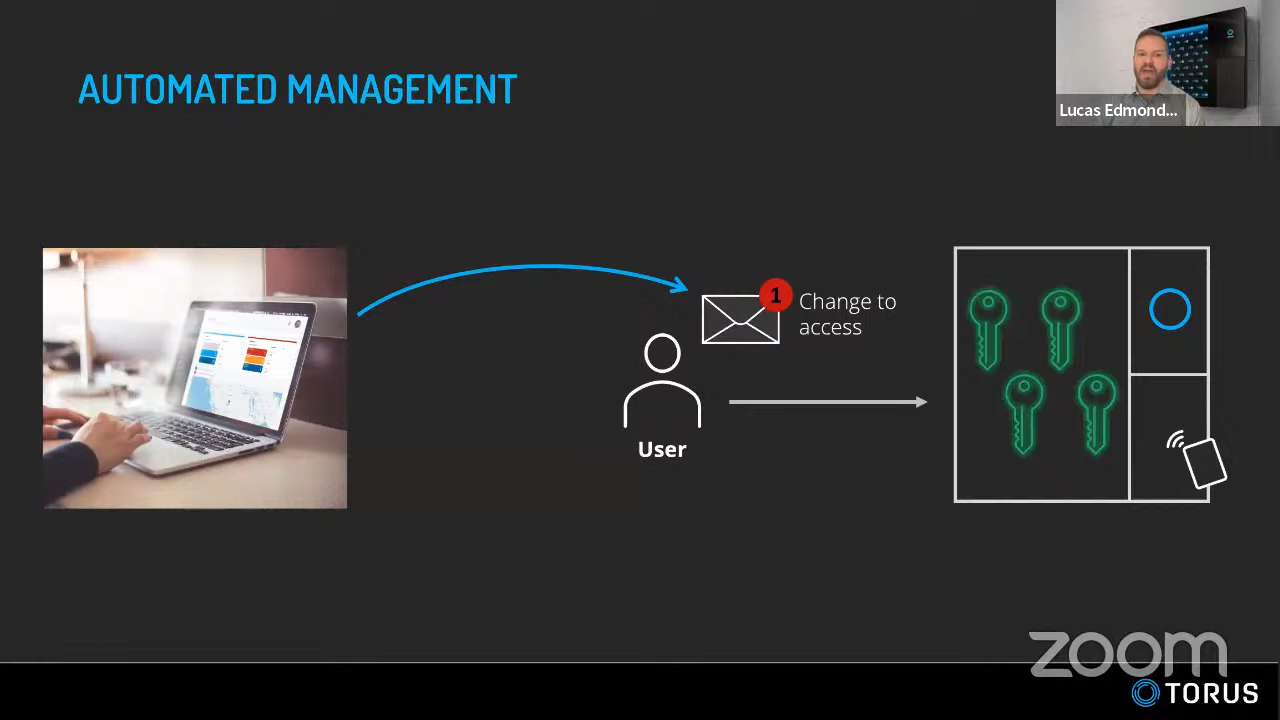 AUTOMATED MANAGEMENT
Lucas Edmond...
1
Change to
access
User
zoom
TORUS